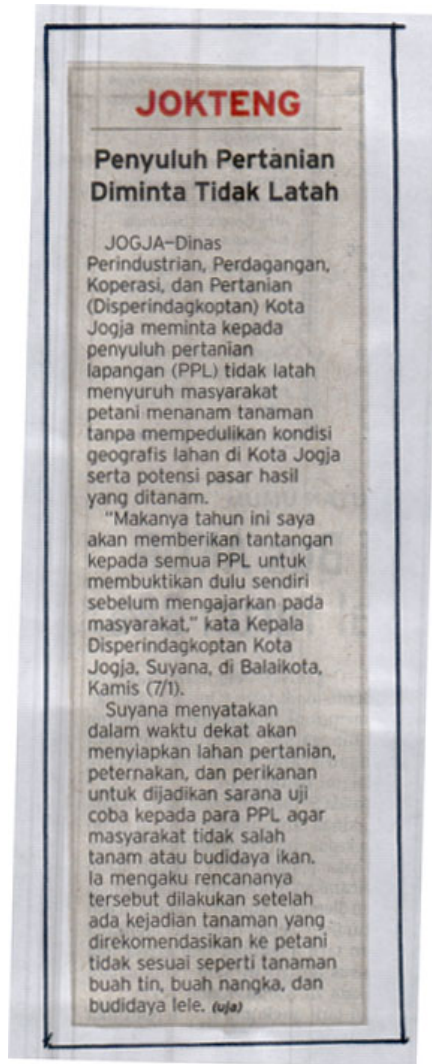 JOKTENG
Penyuluh Pertanian
Diminta Tidak Latah
JOGJA–Dinas
Perindustrian, Perdagangan,
Koperasi, dan Pertanian
(Disperindagkoptan) Kota
Jogja meminta kepada
penyuluh pertanian
lapangan (PPL) tidak latah
menyuruh masyarakat
petani menanam tanaman
tanpa mempedulikan kondisi
geografis lahan di Kota Jogja
serta potensi pasar hasil
yang ditanam.
"Makanya tahun ini saya
akan memberikan tantangan
kepada semua PPL untuk
membuktikan dulu sendiri
sebelum mengajarkan pada
masyarakat," kata Kepala
Disperindagkoptan Kota
Jogja, Suyana, di Balaikota,
Kamis (7/1).
Suyana menyatakan
dalam waktu dekat akan
menyiapkan lahan pertanian,
peternakan, dan perikanan
untuk dijadikan sarana uji
coba kepada para PPL agar
masyarakat tidak salah
tanam atau budidaya ikan.
Ia mengaku rencananya
tersebut dilakukan setelah
ada kejadian tanaman yang
direkomendasikan ke petani
tidak sesuai seperti tanaman
buah tin, buah nangka, dan
budidaya lele. (uja)